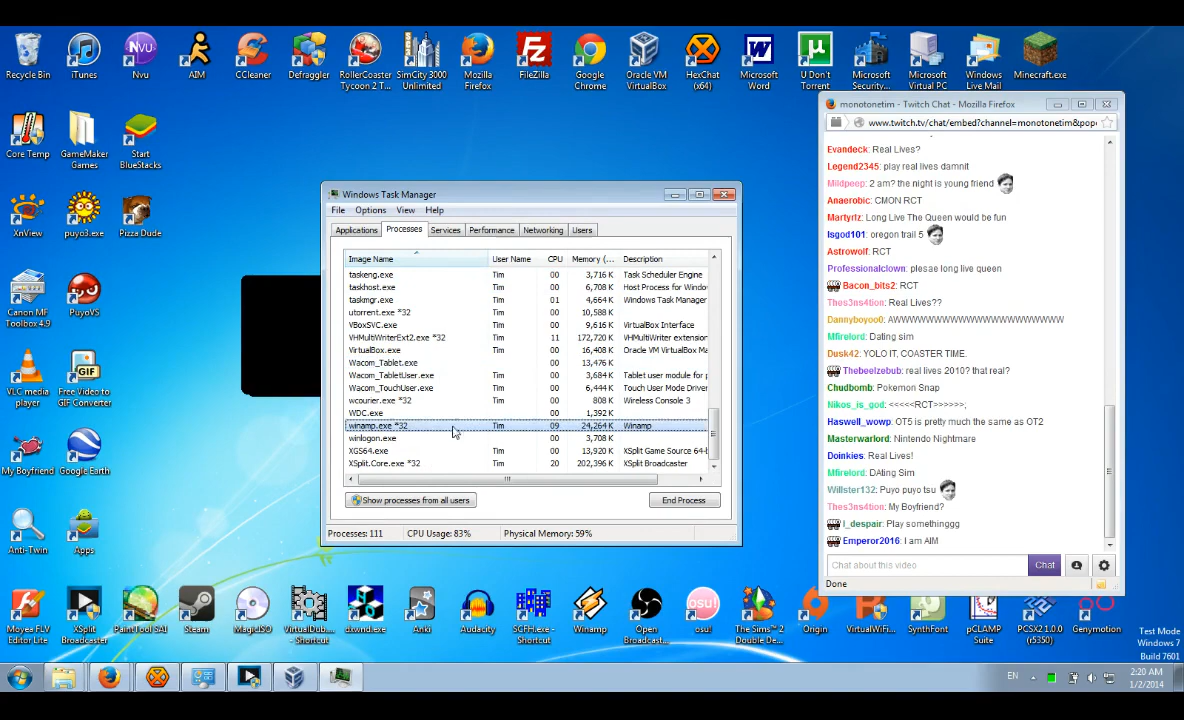 Recycle Bin
iTunes
Nvu
AIM
CCleaner
Defraggler
RollerCoaster Tycoon 2 T...
SimCity 3000 Unlimited
Mozilla Firefox
FileZilla
Google Chrome
Oracle VM VirtualBox
HexChat (x64)
Microsoft Word
U Don't Torrent
Microsoft Security...
Microsoft Virtual PC
Windows Live Mail
Minecraft.exe
Core Temp
GameMaker Games
Start BlueStacks
XnView
puyo3.exe
Pizza Dude
Canon MF Toolbox 4.9
PuyoVS
VLC media player
Free Video to GIF Converter
My Boyfriend
Google Earth
Anti-Twin
Apps
Windows Task Manager
File Options View Help
Applications Processes Services Performance Networking Users
Image Name User Name CPU Memory (... Description
taskeng.exe Tim 00 3,716 K Task Scheduler Engine
taskhost.exe Tim 00 6,708 K Host Process for Windo
taskmgr.exe Tim 01 4,664 K Windows Task Manager
utorrent.exe *32 Tim 00 10,588 K
VBoxSVC.exe Tim 00 9,616 K VirtualBox Interface
VHMultiWriterExt2.exe *32 Tim 11 172,720 K VHMultiWriter extension
VirtualBox.exe Tim 00 16,408 K Oracle VM VirtualBox M
Wacom_Tablet.exe 00 13,476 K
Wacom_TabletUser.exe Tim 00 3,684 K Tablet user module for p
Wacom_TouchUser.exe Tim 00 6,444 K Touch User Mode Driver
wcourier.exe *32 Tim 00 8,608 K Wireless Console 3
WDC.exe 00 1,392 K
winamp.exe *32 Tim 09 24,264 K Winamp
winlogon.exe 00 3,708 K
XGS64.exe Tim 00 13,920 K XSplit Game Source 64-b
XSplit.Core.exe *32 Tim 20 202,396 K XSplit Broadcaster
Show processes from all users End Process
Processes: 111 CPU Usage: 83% Physical Memory: 59%
monotonetim - Twitch Chat - Mozilla Firefox
www.twitch.tv/chat/embed?channel=monotonetim&pop
Evandeck: Real Lives?
Legend2345: play real lives damnit
Mildpeep: 2 am? the night is young friend
Anaerobic: CMON RCT
Martyrlz: Long Live The Queen would be fun
Isgod101: oregon trail 5
Astrowolf: RCT
Professionalclown: plesae long live queen
Bacon_bits2: RCT
Thes3ns4tion: Real Lives??
Mfirelord: Dating sim
Dusk42: YOLO IT, COASTER TIME.
Thebeelzebub: real lives 2010? that real?
Chudbomb: Pokemon Snap
Nikos_is_god: <<<<RCT>>>>>>;
Haswell_wowp: OT5 is pretty much the same as OT2
Masterwarlord: Nintendo Nightmare
Doinkies: Real Lives!
Mfirelord: DAting Sim
Willster132: Puyo puyo tsu
Thes3ns4tion: My Boyfriend?
I_despair: Play somethinggg
Emperor2016: I am AIM
Chat about this video Chat
Done
Moyea FLV Editor Lite
XSplit Broadcaster
PaintTool SAI
Steam
MagicISO
VirtualDub... - Shortcut
dxwnd.exe
Anki
Audacity
SCFH.exe - Shortcut
Winamp
Open Broadcast...
osu!
The Sims™ 2 Double De...
Origin
VirtualWiFi...
SynthFont
pCLAMP Suite
PCSX2 1.0.0 (r5350)
Genymotion
Test Mode
Windows 7
Build 7601
EN
2:20 AM
1/2/2014